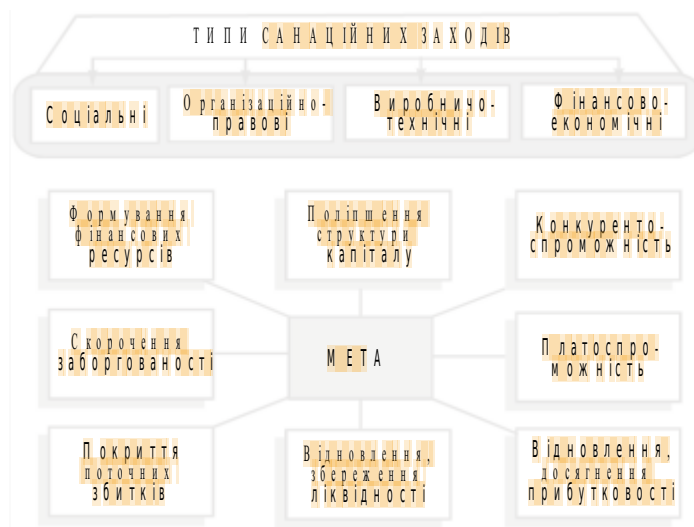 ТИПИ САНАЦІЙНИХ ЗАХОДІВ
Соціальні
Організаційно-
правові
Виробничо-
технічні
Фінансово-
економічні
Формування
фінансових
ресурсів
Поліпшення
структури
капіталу
Конкуренто-
спроможність
Скорочення
заборгованості
МЕТА
Платоспро-
можність
Покриття
поточних
збитків
Відновлення,
збереження
ліквідності
Відновлення,
досягнення
прибутковості